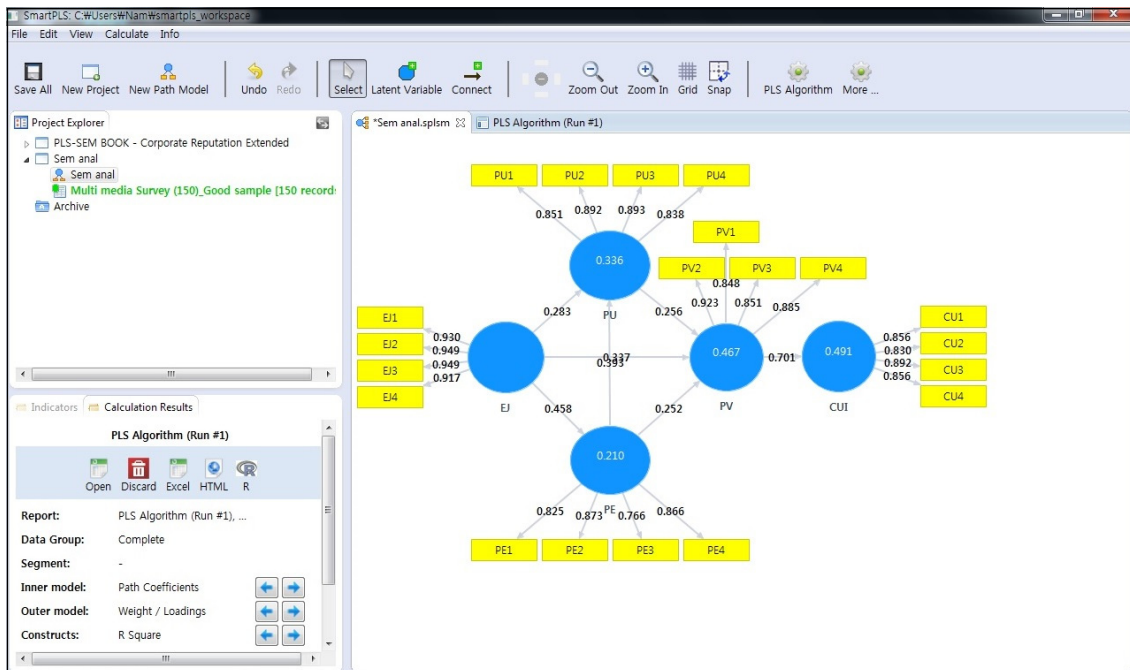 SmartPLS: C:₩Users₩Nam₩smartpls_workspace
File Edit View Calculate Info
Save All New Project New Path Model Undo Redo Select Latent Variable Connect Zoom Out Zoom In Grid Snap PLS Algorithm More ...
Project Explorer
PLS-SEM BOOK - Corporate Reputation Extended
Sem anal
Sem anal
Multi media Survey (150)_Good sample [150 records
Archive
Indicators Calculation Results
PLS Algorithm (Run #1)
Open Discard Excel HTML R
Report: PLS Algorithm (Run #1), ...
Data Group: Complete
Segment: -
Inner model: Path Coefficients
Outer model: Weight / Loadings
Constructs: R Square
*Sem anal.splsm PLS Algorithm (Run #1)
PU1 PU2 PU3 PU4
0.851 0.892 0.893 0.838
PV1
0.336
PV2 PV3 PV4
0.848
0.923 0.851 0.885
PU
0.283 0.256
EJ1
EJ2
EJ3
EJ4
0.930
0.949
0.949
0.917
EJ
0.337
0.393
0.467
PV
0.701
0.491
CUI
0.856
0.830
0.892
0.856
CU1
CU2
CU3
CU4
0.458 0.252
0.210
PE
0.825 0.873 0.766 0.866
PE1 PE2 PE3 PE4